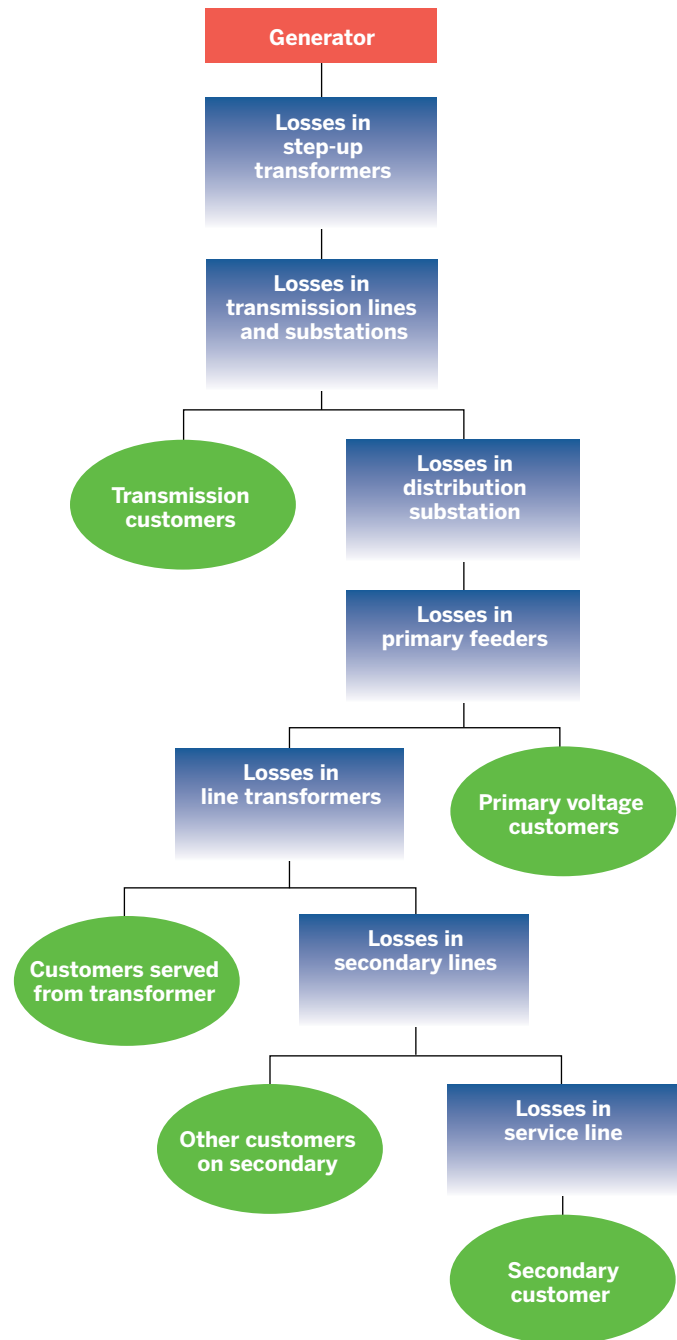 Generator
Losses in
step-up
transformers
Losses in
transmission lines
and substations
Transmission
customers
Losses in
distribution
substation
Losses in
primary feeders
Losses in
line transformers
Primary voltage
customers
Customers served
from transformer
Losses in
secondary lines
Other customers
on secondary
Losses in
service line
Secondary
customer